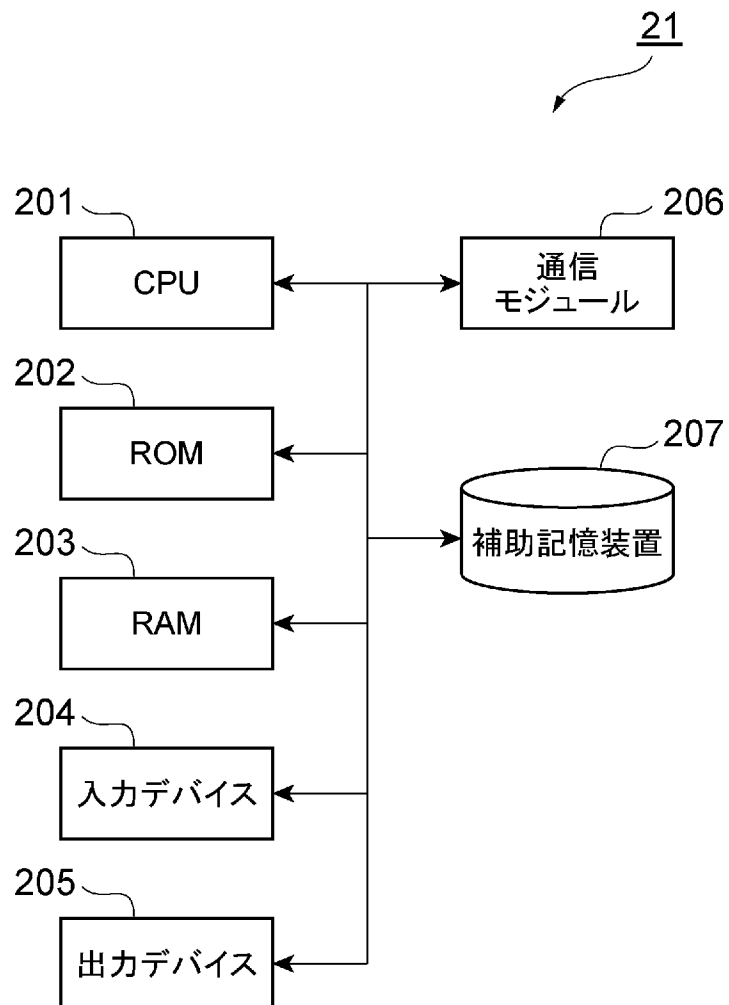 21
201
CPU
206
通信
モジュール
202
ROM
207
補助記憶装置
203
RAM
204
入力デバイス
205
出力デバイス